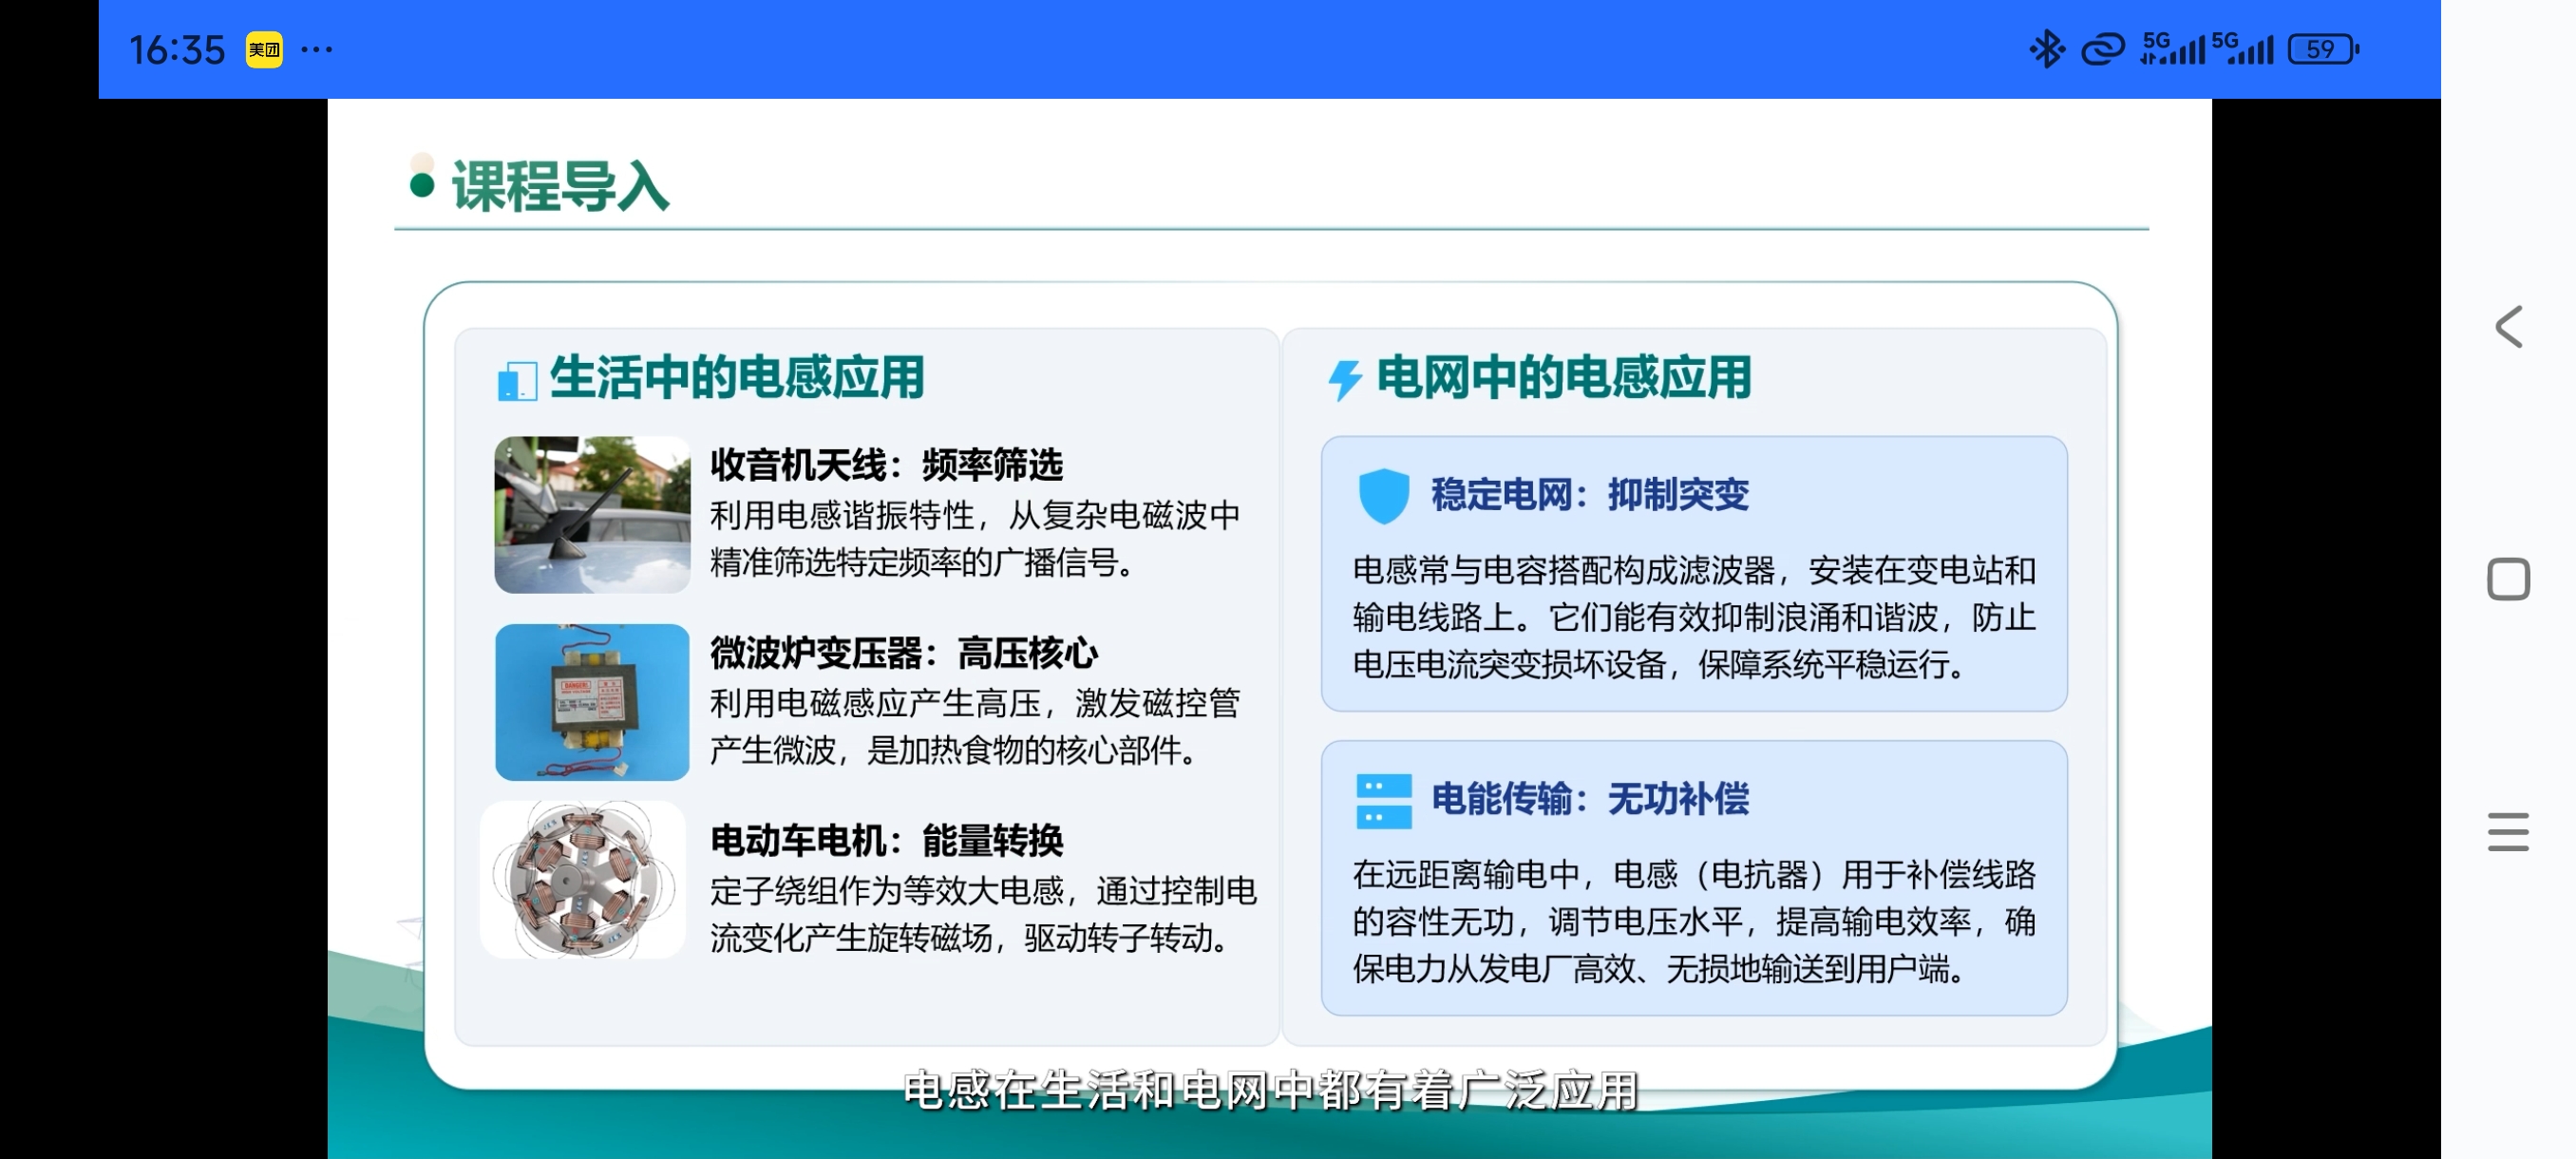 16:35 美团 ...
5G 5G 59
课程导入
生活中的电感应用
收音机天线：频率筛选
利用电感谐振特性，从复杂电磁波中
精准筛选特定频率的广播信号。
微波炉变压器：高压核心
利用电磁感应产生高压，激发磁控管
产生微波，是加热食物的核心部件。
电动车电机：能量转换
定子绕组作为等效大电感，通过控制电
流变化产生旋转磁场，驱动转子转动。
电网中的电感应用
稳定电网：抑制突变
电感常与电容搭配构成滤波器，安装在变电站和
输电线路上。它们能有效抑制浪涌和谐波，防止
电压电流突变损坏设备，保障系统平稳运行。
电能传输：无功补偿
在远距离输电中，电感（电抗器）用于补偿线路
的容性无功，调节电压水平，提高输电效率，确
保电力从发电厂高效、无损地输送到用户端。
电感在生活和电网中都有着广泛应用